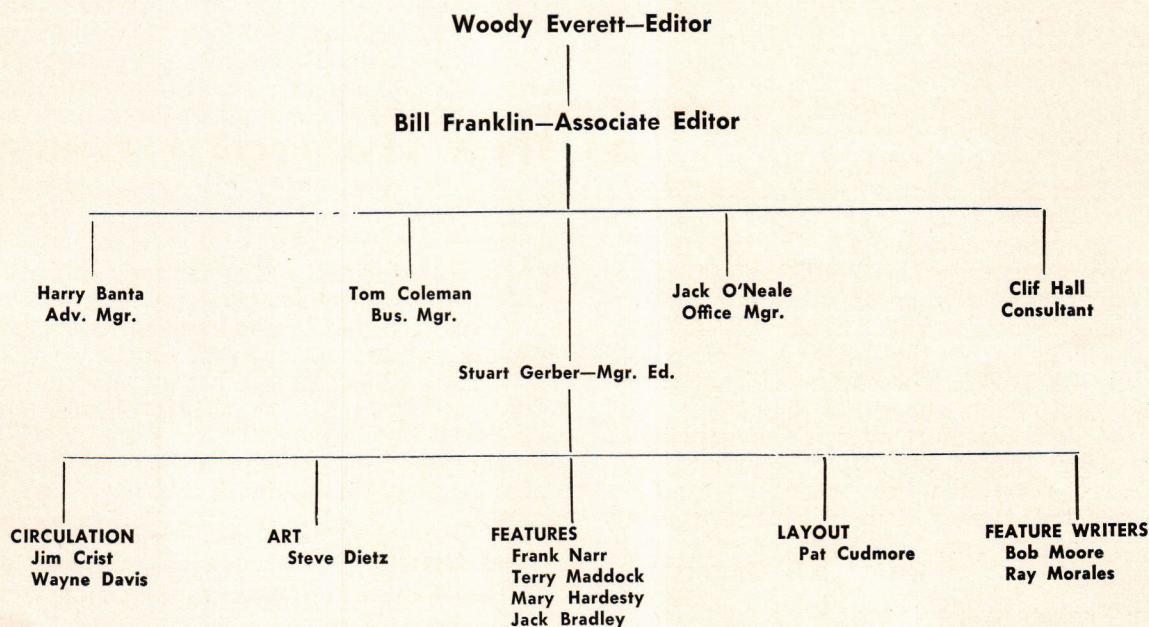 Woody Everett—Editor
Bill Franklin—Associate Editor
Harry Banta
Adv. Mgr.
Tom Coleman
Bus. Mgr.
Jack O'Neale
Office Mgr.
Clif Hall
Consultant
Stuart Gerber—Mgr. Ed.
CIRCULATION
Jim Crist
Wayne Davis
ART
Steve Dietz
FEATURES
Frank Narr
Terry Maddock
Mary Hardesty
Jack Bradley
LAYOUT
Pat Cudmore
FEATURE WRITERS
Bob Moore
Ray Morales